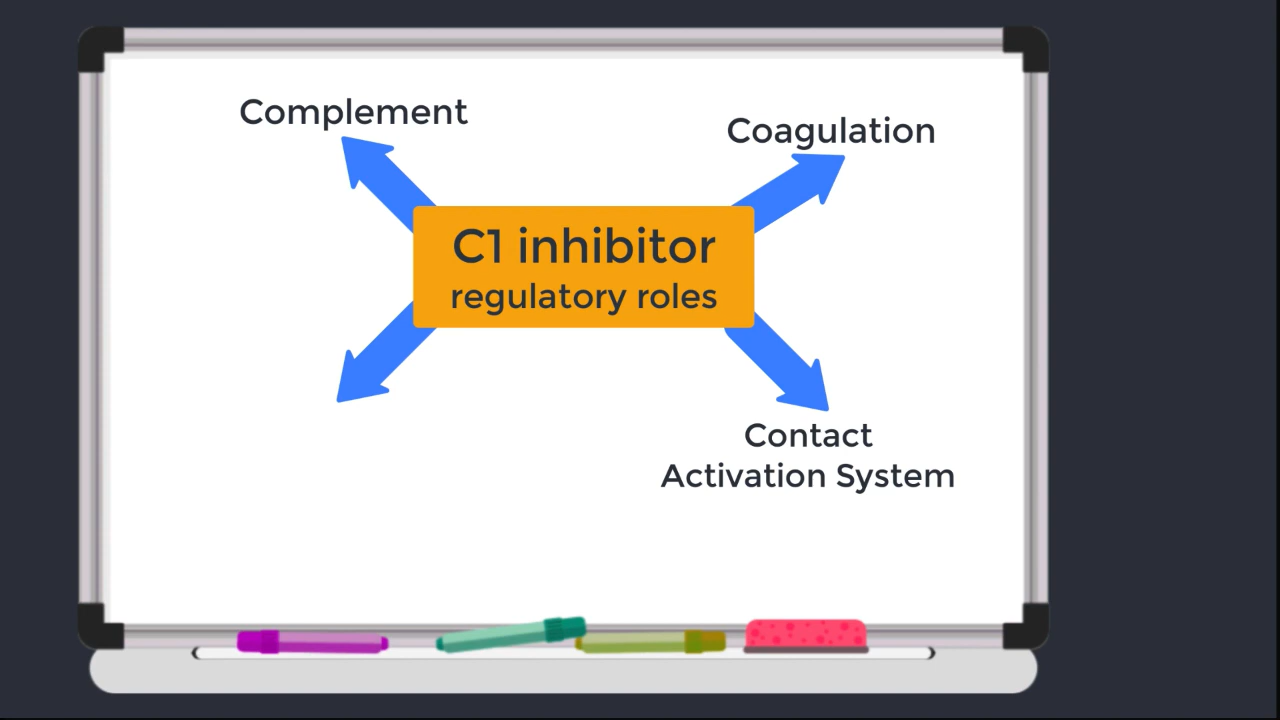 Complement
Coagulation
C1 inhibitor
regulatory roles
Contact
Activation System